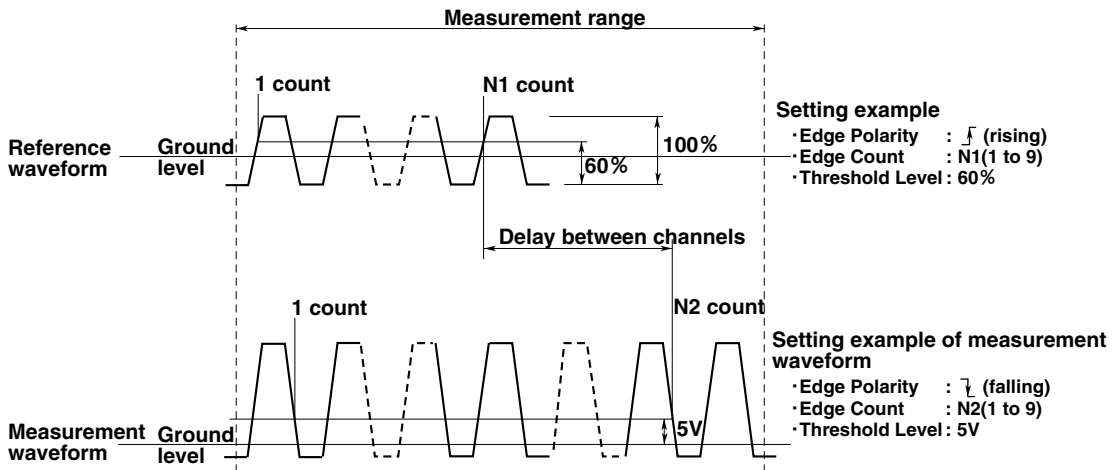 Measurement range
1 count
N1 count
Reference waveform
Ground level
60%
100%
Setting example
·Edge Polarity : (rising)
·Edge Count : N1(1 to 9)
·Threshold Level : 60%
Delay between channels
1 count
N2 count
Measurement waveform
Ground level
5V
Setting example of measurement waveform
·Edge Polarity : (falling)
·Edge Count : N2(1 to 9)
·Threshold Level : 5V